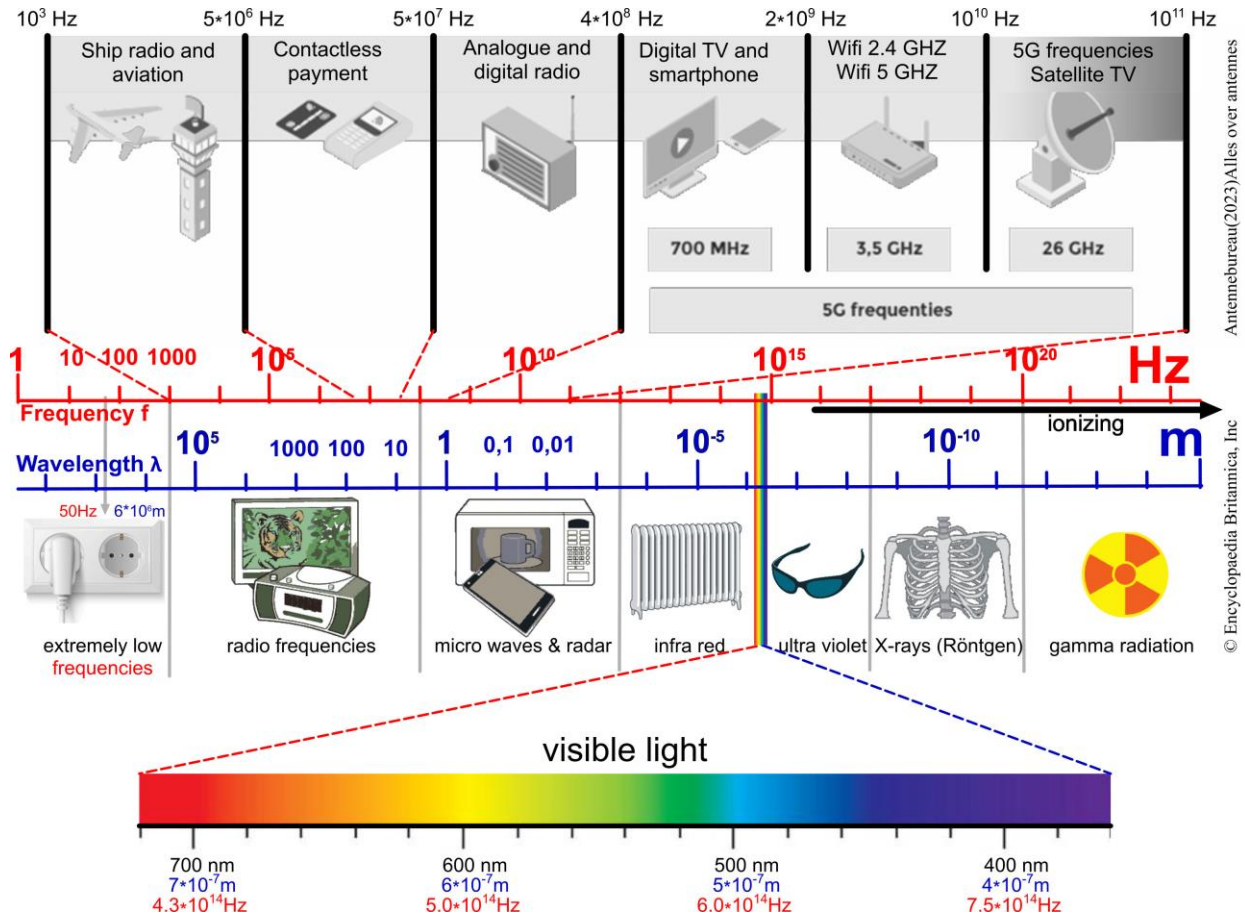 10³ Hz 5*10⁶ Hz 5*10⁷ Hz 4*10⁸ Hz 2*10⁹ Hz 10¹⁰ Hz 10¹¹ Hz
Ship radio and
aviation
Contactless
payment
Analogue and
digital radio
Digital TV and
smartphone
Wifi 2.4 GHZ
Wifi 5 GHZ
5G frequencies
Satellite TV
700 MHz
3,5 GHz
26 GHz
5G frequenties
Antennebureau(2023)Alles over antennes
1 10 100 1000 10⁵ 10¹⁰ 10¹⁵ 10²⁰ Hz
Frequency f
ionizing
10⁵ 1000 100 10 1 0,1 0,01 10⁻⁵ 10⁻¹⁰ m
Wavelength λ
50Hz 6*10⁶m
extremely low
frequencies
radio frequencies
micro waves & radar
infra red
ultra violet
X-rays (Röntgen)
gamma radiation
© Encyclopaedia Britannica, Inc
visible light
700 nm 600 nm 500 nm 400 nm
7*10⁻⁷m 6*10⁻⁷m 5*10⁻⁷m 4*10⁻⁷m
4.3*10¹⁴Hz 5.0*10¹⁴Hz 6.0*10¹⁴Hz 7.5*10¹⁴Hz